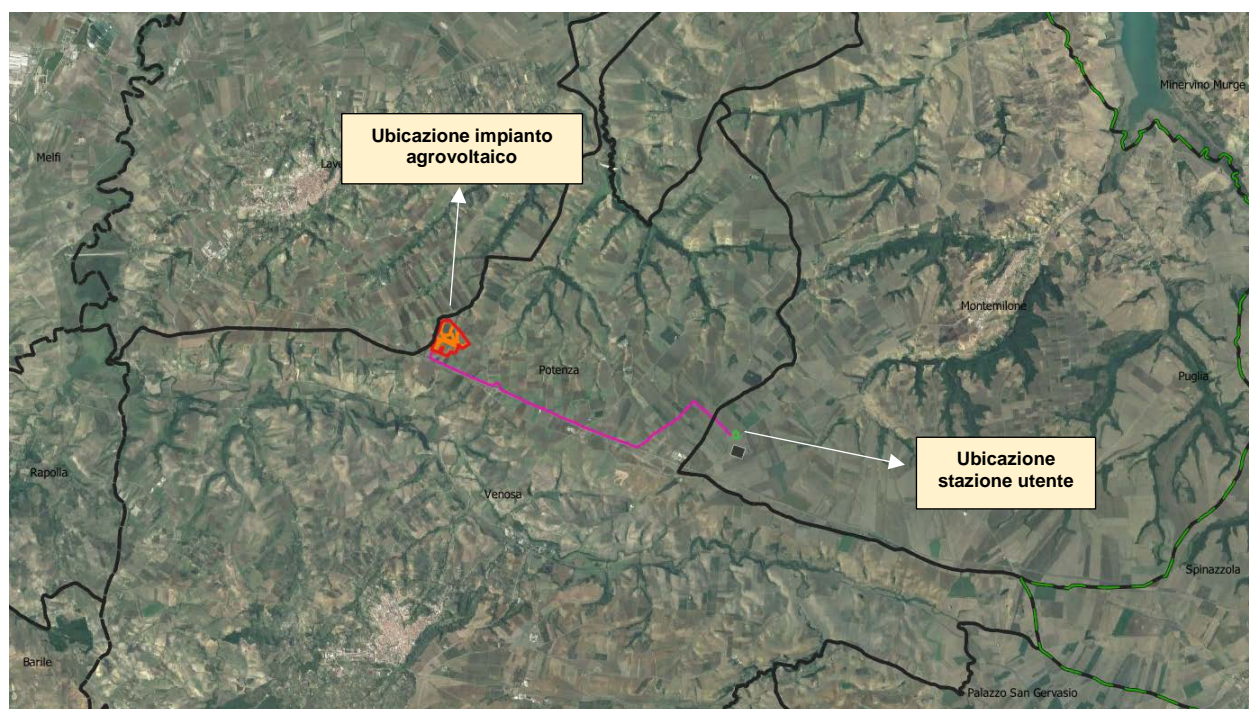 Minervino Murge
Ubicazione impianto
agrovoltaico
Melfi
Montemilone
Potenza
Puglia
Ubicazione
stazione utente
Rapolla
Venosa
Spinazzola
Barile
Palazzo San Gervasio